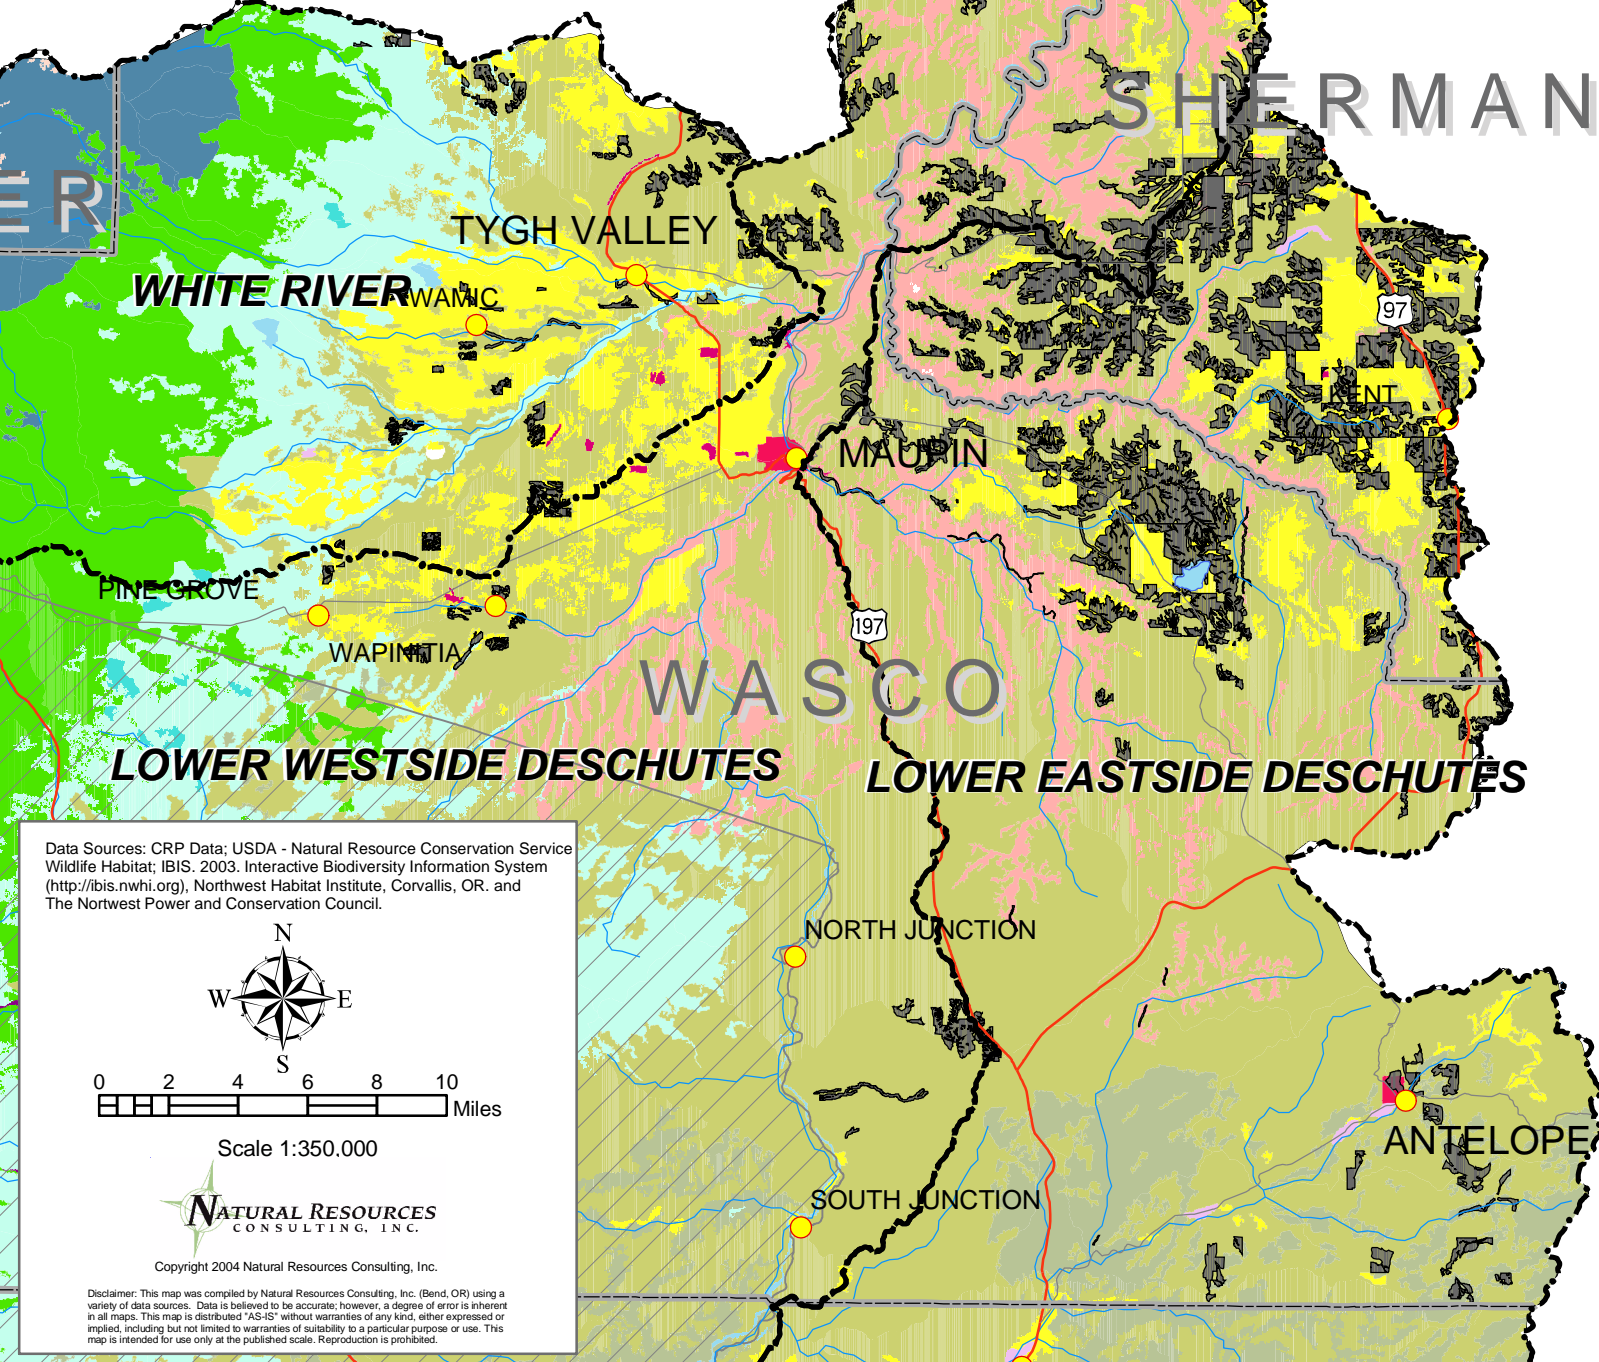 SHERMAN
ER
TYGH VALLEY
WHITE RIVER
WAMIC
97
KENT
MAUPIN
PINE GROVE
197
WAPINITIA
WASCO
LOWER WESTSIDE DESCHUTES
LOWER EASTSIDE DESCHUTES
Data Sources: CRP Data; USDA - Natural Resource Conservation Service
Wildlife Habitat; IBIS. 2003. Interactive Biodiversity Information System
(http://ibis.nwhi.org), Northwest Habitat Institute, Corvallis, OR. and
The Nortwest Power and Conservation Council.
NORTH JUNCTION
N
W E
S
0 2 4 6 8 10
Miles
ANTELOPE
Scale 1:350,000
NATURAL RESOURCES
CONSULTING, INC.
SOUTH JUNCTION
Copyright 2004 Natural Resources Consulting, Inc.
Disclaimer: This map was compiled by Natural Resources Consulting, Inc. (Bend, OR) using a
variety of data sources. Data is believed to be accurate; however, a degree of error is inherent
in all maps. This map is distributed "AS-IS" without warranties of any kind, either expressed or
implied, including but not limited to warranties of suitability to a particular purpose or use. This
map is intended for use only at the published scale. Reproduction is prohibited.